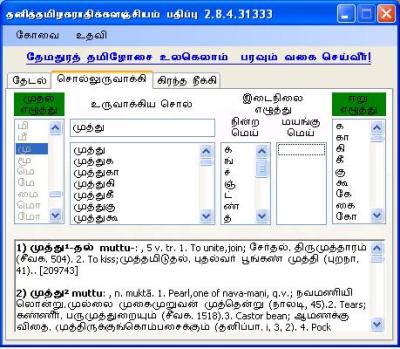 தனித்தமிழகராதிக்களஞ்சியம் பதிப்பு 2.8.4.31333
கோவை உதவி
தேமதுரத் தமிழோசை உலகெலாம் பரவும் வகை செய்வீர்!
தேடல் சொல்லுருவாக்கி கிரந்த நீக்கி
முதல் எழுத்து
உருவாக்கிய சொல்
இடைநிலை எழுத்து
ஈறு எழுத்து
நின்ற மெய்
மயங்கு மெய்
முத்து
மி
மீ
மு
மூ
மெ
மே
மை
மொ
மோ
முத்து
முத்துக
முத்துகா
முத்துகி
முத்துகீ
முத்துகு
முத்துகூ
க்
ங்
ச்
ஞ்
ட்
ண்
த்
க
கா
கி
கீ
கு
கூ
கே
கை
கோ
1) முத்து¹-தல் muttu-: , 5 v. tr. 1. To unite,join; சேர்தல். திருமுத்தாரம்
(சீவக. 504). 2. To kiss;முத்தமிடுதல். புதல்வர் பூங்கண் முத்தி (புறநா.
41).. [209743]
2) முத்து² muttu: , n. muktā. 1. Pearl,one of nava-maṇi, q.v.; நவமணியி
லொன்று.முல்லை முகைமுறுவன் முத்தென்று (நாலடி, 45).2. Tears;
கண்ணீர். பருமுத்துறையும் (சீவக. 1518).3. Castor bean; ஆமணக்கு
விதை. முத்திருக்குங்கொம்பசைக்கும் (தனிப்பா. i, 3, 2). 4. Pock